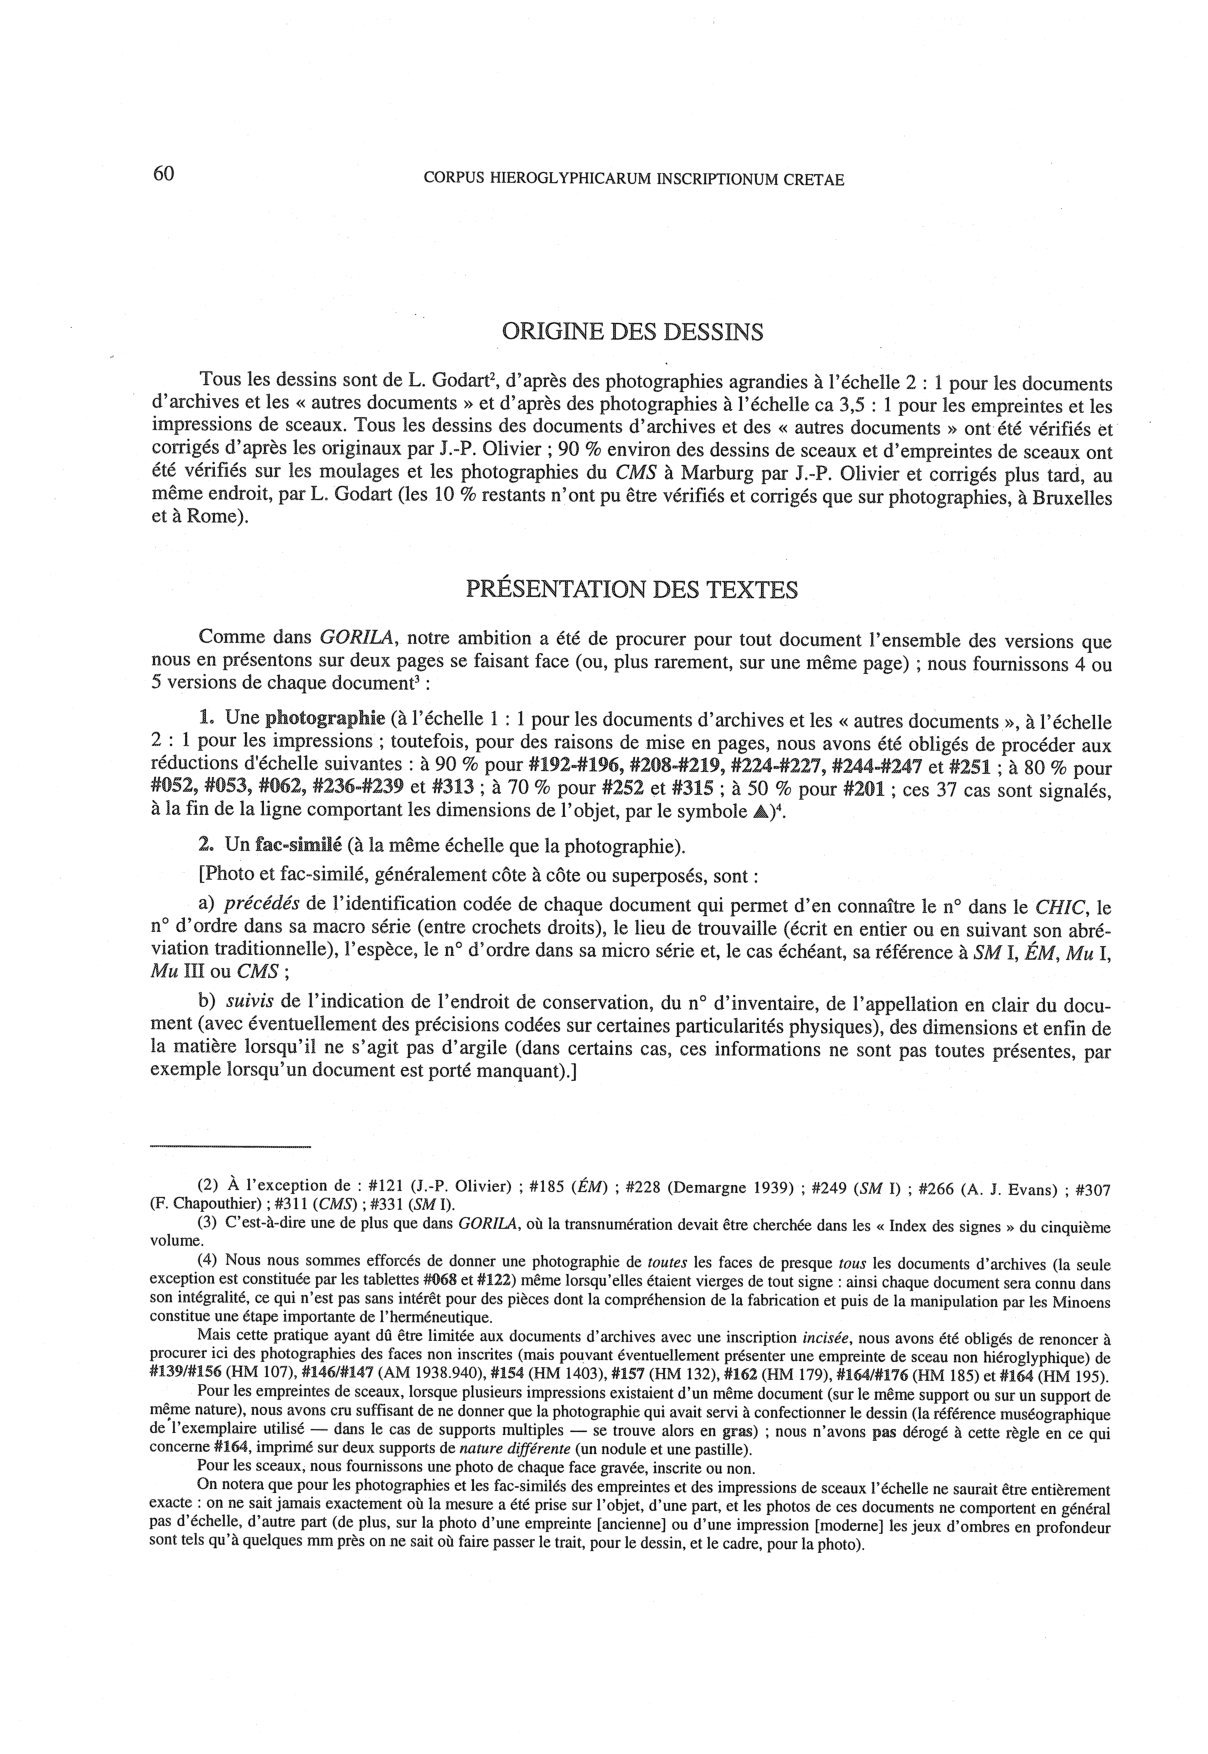 60
CORPUS HIEROGLYPHICARUM INSCRIPTIONUM CRETAE
ORIGINE DES DESSINS
Tous les dessins sont de L. Godart², d'après des photographies agrandies à l'échelle 2 : 1 pour les documents
d'archives et les « autres documents » et d'après des photographies à l'échelle ca 3,5 : 1 pour les empreintes et les
impressions de sceaux. Tous les dessins des documents d'archives et des « autres documents » ont été vérifiés et
corrigés d'après les originaux par J.-P. Olivier ; 90 % environ des dessins de sceaux et d'empreintes de sceaux ont
été vérifiés sur les moulages et les photographies du CMS à Marburg par J.-P. Olivier et corrigés plus tard, au
même endroit, par L. Godart (les 10 % restants n'ont pu être vérifiés et corrigés que sur photographies, à Bruxelles
et à Rome).
PRÉSENTATION DES TEXTES
Comme dans GORILA, notre ambition a été de procurer pour tout document l'ensemble des versions que
nous en présentons sur deux pages se faisant face (ou, plus rarement, sur une même page) ; nous fournissons 4 ou
5 versions de chaque document³ :
1. Une photographie (à l'échelle 1 : 1 pour les documents d'archives et les « autres documents », à l'échelle
2 : 1 pour les impressions ; toutefois, pour des raisons de mise en pages, nous avons été obligés de procéder aux
réductions d'échelle suivantes : à 90 % pour #192-#196, #208-#219, #224-#227, #244-#247 et #251 ; à 80 % pour
#052, #053, #062, #236-#239 et #313 ; à 70 % pour #252 et #315 ; à 50 % pour #201 ; ces 37 cas sont signalés,
à la fin de la ligne comportant les dimensions de l'objet, par le symbole ▲)⁴.
2. Un fac-similé (à la même échelle que la photographie).
[Photo et fac-similé, généralement côte à côte ou superposés, sont :
a) précédés de l'identification codée de chaque document qui permet d'en connaître le n° dans le CHIC, le
n° d'ordre dans sa macro série (entre crochets droits), le lieu de trouvaille (écrit en entier ou en suivant son abré-
viation traditionnelle), l'espèce, le n° d'ordre dans sa micro série et, le cas échéant, sa référence à SM I, ÉM, Mu I,
Mu III ou CMS ;
b) suivis de l'indication de l'endroit de conservation, du n° d'inventaire, de l'appellation en clair du docu-
ment (avec éventuellement des précisions codées sur certaines particularités physiques), des dimensions et enfin de
la matière lorsqu'il ne s'agit pas d'argile (dans certains cas, ces informations ne sont pas toutes présentes, par
exemple lorsqu'un document est porté manquant).]
(2) À l'exception de : #121 (J.-P. Olivier) ; #185 (ÉM) ; #228 (Demargne 1939) ; #249 (SM I) ; #266 (A. J. Evans) ; #307
(F. Chapouthier) ; #311 (CMS) ; #331 (SM I).
(3) C'est-à-dire une de plus que dans GORILA, où la transnumération devait être cherchée dans les « Index des signes » du cinquième
volume.
(4) Nous nous sommes efforcés de donner une photographie de toutes les faces de presque tous les documents d'archives (la seule
exception est constituée par les tablettes #068 et #122) même lorsqu'elles étaient vierges de tout signe : ainsi chaque document sera connu dans
son intégralité, ce qui n'est pas sans intérêt pour des pièces dont la compréhension de la fabrication et puis de la manipulation par les Minoens
constitue une étape importante de l'herméneutique.
Mais cette pratique ayant dû être limitée aux documents d'archives avec une inscription incisée, nous avons été obligés de renoncer à
procurer ici des photographies des faces non inscrites (mais pouvant éventuellement présenter une empreinte de sceau non hiéroglyphique) de
#139/#156 (HM 107), #146/#147 (AM 1938.940), #154 (HM 1403), #157 (HM 132), #162 (HM 179), #164/#176 (HM 185) et #164 (HM 195).
Pour les empreintes de sceaux, lorsque plusieurs impressions existaient d'un même document (sur le même support ou sur un support de
même nature), nous avons cru suffisant de ne donner que la photographie qui avait servi à confectionner le dessin (la référence muséographique
de l'exemplaire utilisé — dans le cas de supports multiples — se trouve alors en gras) ; nous n'avons pas dérogé à cette règle en ce qui
concerne #164, imprimé sur deux supports de nature différente (un nodule et une pastille).
Pour les sceaux, nous fournissons une photo de chaque face gravée, inscrite ou non.
On notera que pour les photographies et les fac-similés des empreintes et des impressions de sceaux l'échelle ne saurait être entièrement
exacte : on ne sait jamais exactement où la mesure a été prise sur l'objet, d'une part, et les photos de ces documents ne comportent en général
pas d'échelle, d'autre part (de plus, sur la photo d'une empreinte [ancienne] ou d'une impression [moderne] les jeux d'ombres en profondeur
sont tels qu'à quelques mm près on ne sait où faire passer le trait, pour le dessin, et le cadre, pour la photo).